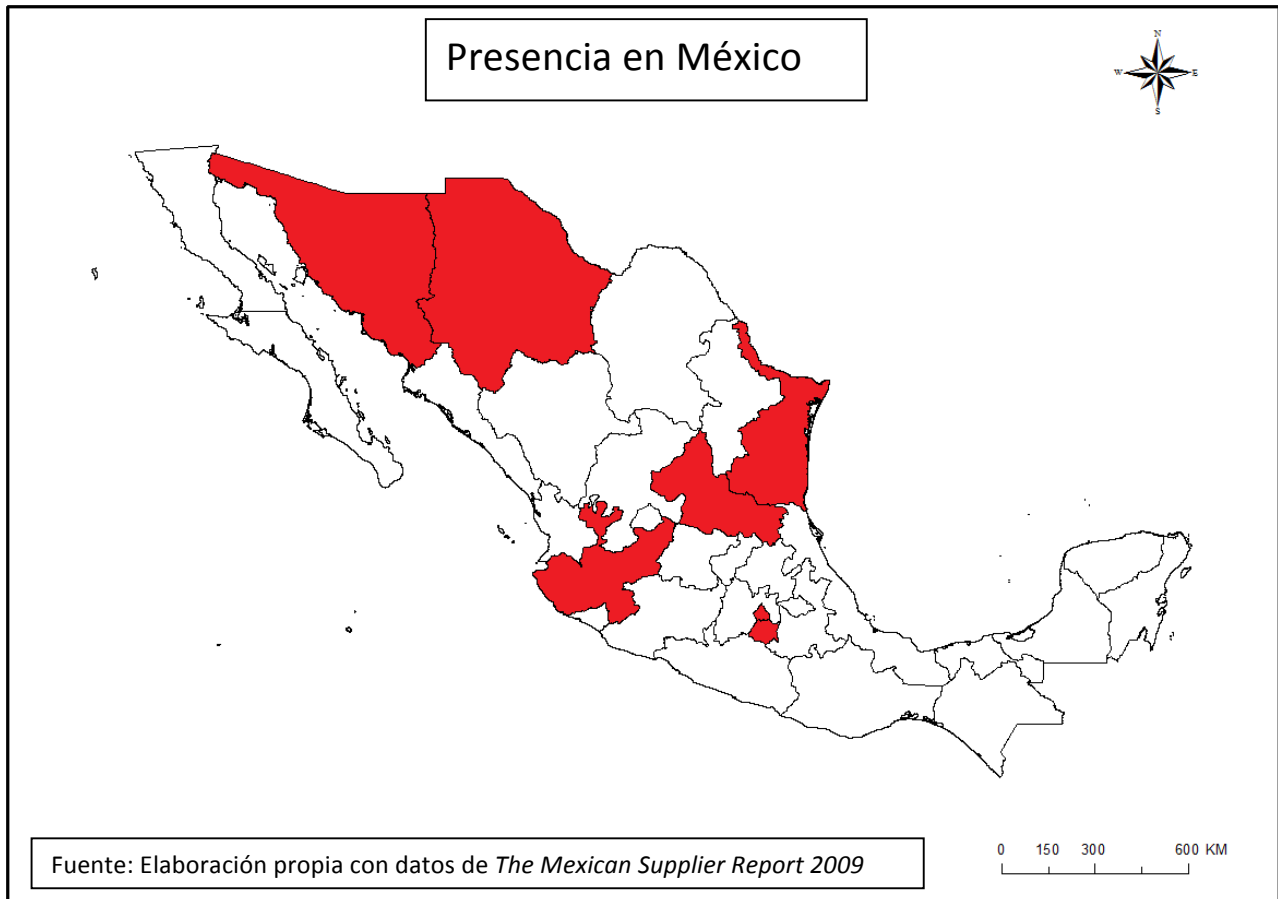 Presencia en México
N
W E
S
Fuente: Elaboración propia con datos de The Mexican Supplier Report 2009
0 150 300 600 KM